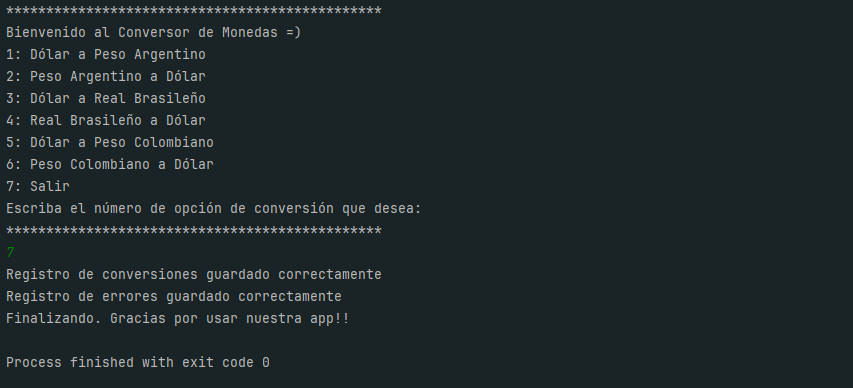 ***********************************************
Bienvenido al Conversor de Monedas =)
1: Dólar a Peso Argentino
2: Peso Argentino a Dólar
3: Dólar a Real Brasileño
4: Real Brasileño a Dólar
5: Dólar a Peso Colombiano
6: Peso Colombiano a Dólar
7: Salir
Escriba el número de opción de conversión que desea:
***********************************************
7
Registro de conversiones guardado correctamente
Registro de errores guardado correctamente
Finalizando. Gracias por usar nuestra app!!
Process finished with exit code 0